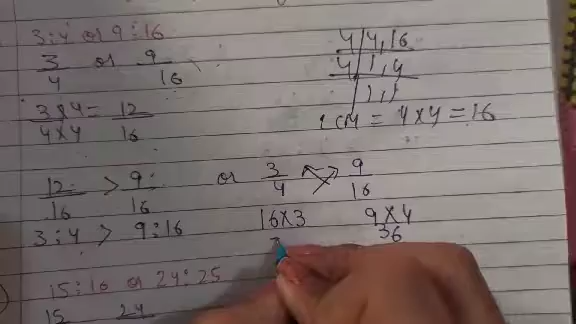 3:4 or 9:16
3/4 or 9/16
3×4/4×4 = 12/16
4 | 4, 16
4 | 1, 4
1, 1
LCM = 4×4 = 16
12/16 > 9/16
3:4 > 9:16
or 3/4 9/16
16×3 9×4
36
15:16 or 24:25
15 24